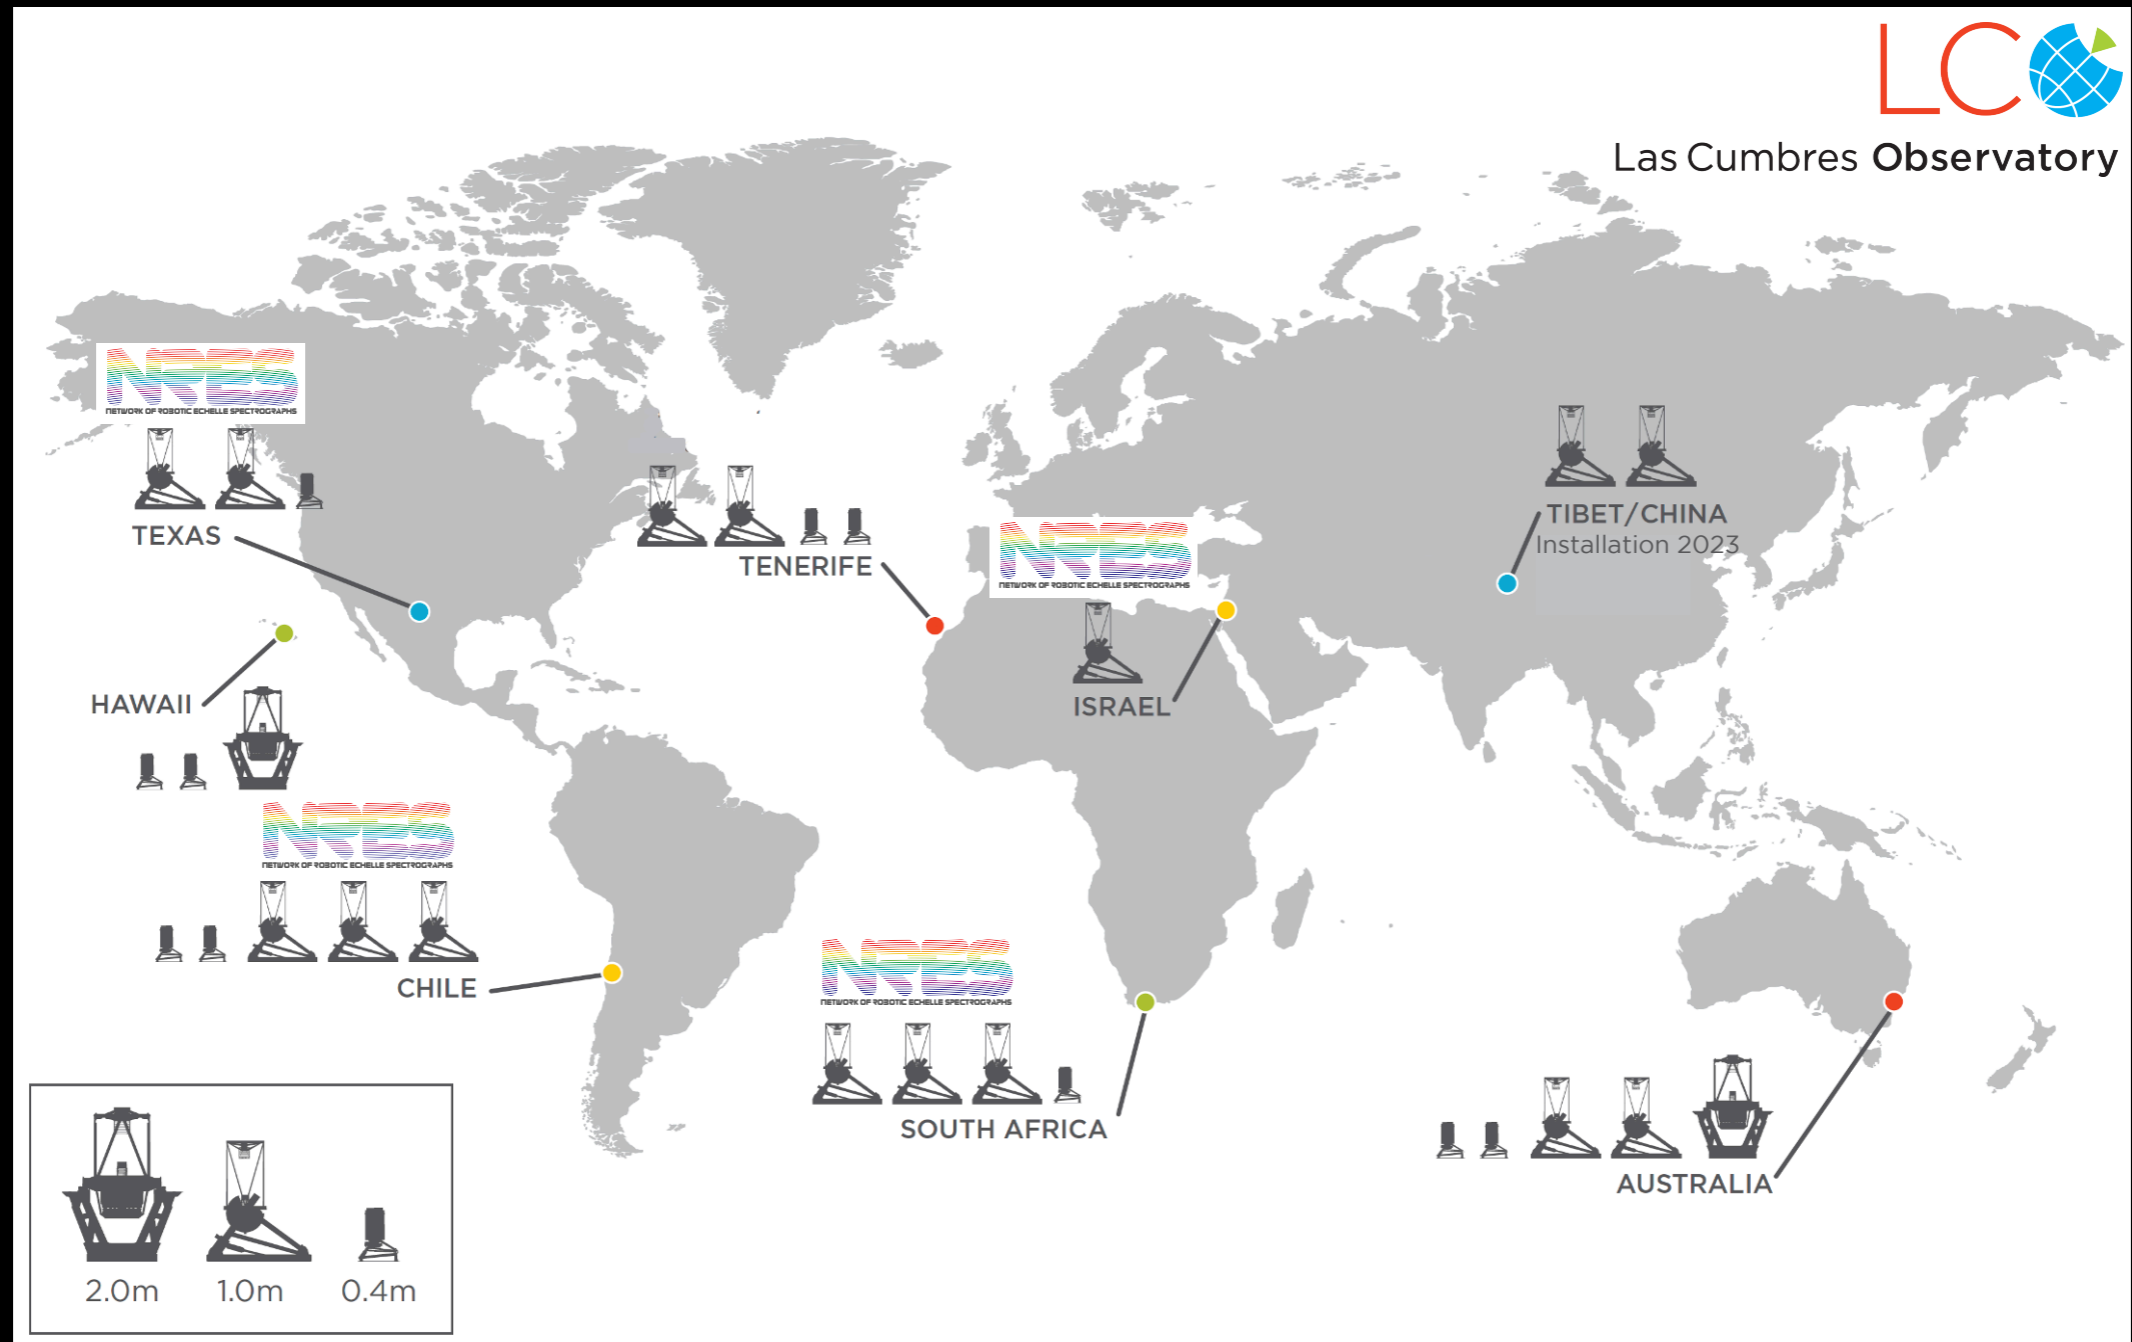 LCO
Las Cumbres Observatory
NRES
NETWORK OF ROBOTIC ECHELLE SPECTROGRAPHS
TEXAS
TENERIFE
NRES
NETWORK OF ROBOTIC ECHELLE SPECTROGRAPHS
ISRAEL
TIBET/CHINA
Installation 2023
HAWAII
NRES
NETWORK OF ROBOTIC ECHELLE SPECTROGRAPHS
CHILE
NRES
NETWORK OF ROBOTIC ECHELLE SPECTROGRAPHS
SOUTH AFRICA
AUSTRALIA
2.0m 1.0m 0.4m